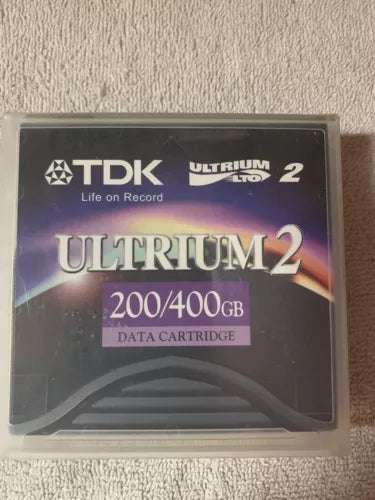 TDK
Life on Record
ULTRIUM LTO 2
ULTRIUM 2
200/400GB
DATA CARTRIDGE